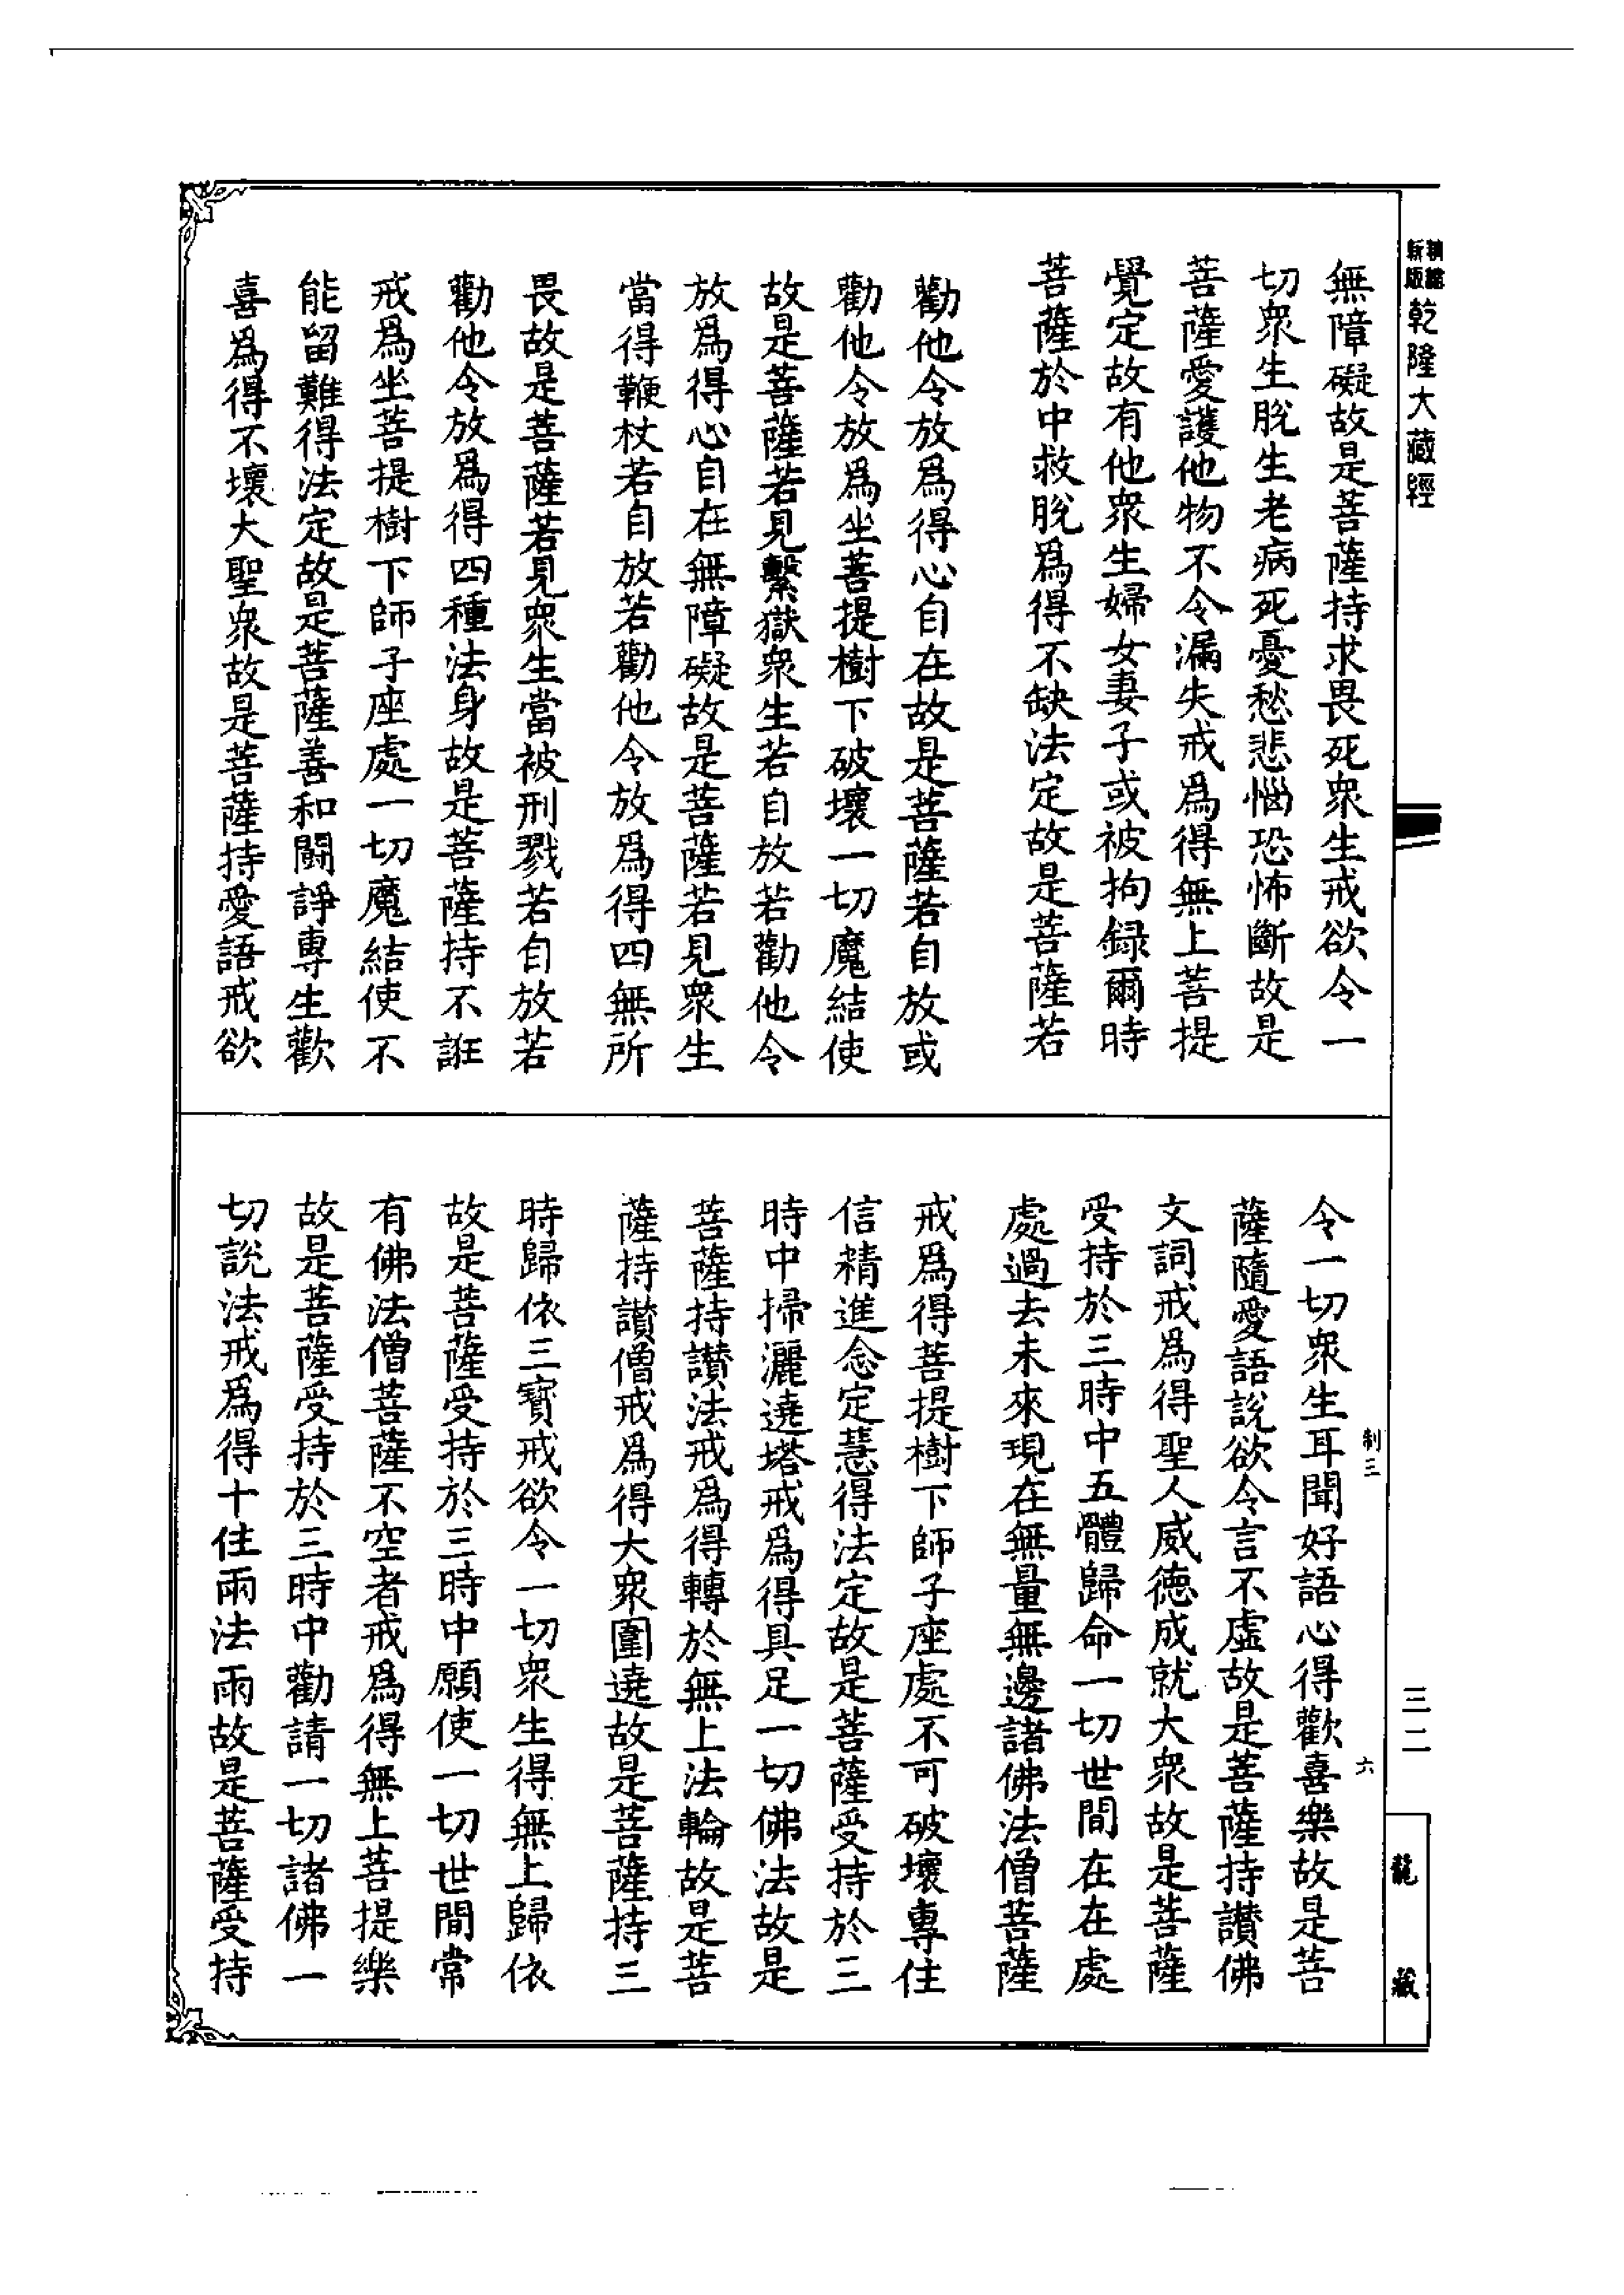 乾隆大藏經
無障礙故是菩薩持求畏死衆生戒欲令一
切衆生脫生老病死憂愁悲惱恐怖斷故是
菩薩愛護他物不令漏失戒爲得無上菩提
覺定故有他衆生婦女妻子或被拘録爾時
菩薩於中救脫爲得不缺法定故是菩薩若
勸他令放爲得心自在故是菩薩若自放或
勸他令放爲坐菩提樹下破壞一切魔結使
故是菩薩若見繫獄衆生若自放若勸他令
放爲得心自在無障礙故是菩薩若見衆生
當得鞭杖若自放若勸他令放爲得四無所
畏故是菩薩若見衆生當被刑戮若自放若
勸他令放爲得四種法身故是菩薩持不誑
戒爲坐菩提樹下師子座處一切魔結使不
能留難得法定故是菩薩善和鬪諍專生歡
喜爲得不壞大聖衆故是菩薩持愛語戒欲
制三
六
令一切衆生耳聞好語心得歡喜樂故是菩
薩隨愛語說欲令言不虛故是菩薩持讃佛
文詞戒爲得聖人威德成就大衆故是菩薩
受持於三時中五體歸命一切世間在在處
處過去未來現在無量無邊諸佛法僧菩薩
戒爲得菩提樹下師子座處不可破壞專住
信精進念定慧得法定故是菩薩受持於三
時中掃灑遶塔戒爲得具足一切佛法故是
菩薩持讃法戒爲得轉於無上法輪故是菩
薩持讃僧戒爲得大衆圍遶故是菩薩持三
時歸依三寶戒欲令一切衆生得無上歸依
故是菩薩受持於三時中願使一切世間常
有佛法僧菩薩不空者戒爲得無上菩提樂
故是菩薩受持於三時中勸請一切諸佛一
切說法戒爲得十住雨法雨故是菩薩受持
三二
龍藏